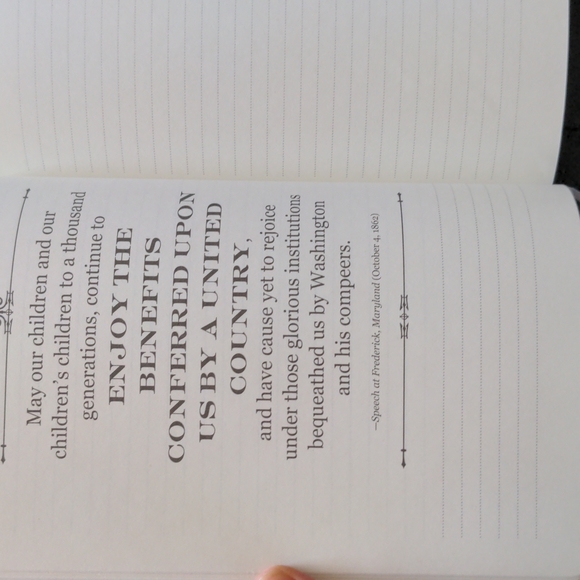 May our children and our
children's children to a thousand
generations, continue to
ENJOY THE
BENEFITS
CONFERRED UPON
US BY A UNITED
COUNTRY,
and have cause yet to rejoice
under those glorious institutions
bequeathed us by Washington
and his compeers.
—Speech at Frederick, Maryland (October 4, 1862)